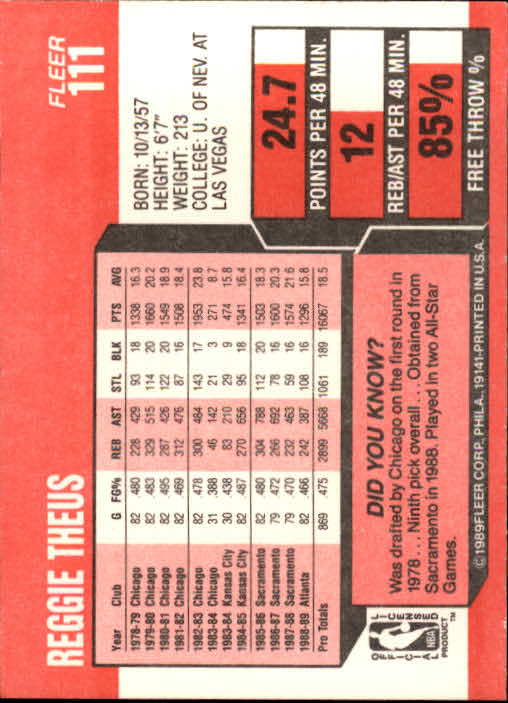 REGGIE THEUS
FLEER
111
BORN: 10/13/57
HEIGHT: 6'7"
WEIGHT: 213
COLLEGE: U. OF NEV. AT
LAS VEGAS
Year Club G FG% REB AST STL BLK PTS AVG
1978-79 Chicago 82 .480 228 429 93 18 1338 16.3
1979-80 Chicago 82 .483 329 515 114 20 1660 20.2
1980-81 Chicago 82 .495 287 426 122 20 1549 18.9
1981-82 Chicago 82 .469 312 476 87 16 1508 18.4
1982-83 Chicago 82 .478 300 484 143 17 1953 23.8
1983-84 Chicago 31 .388 46 142 21 3 271 8.7
1983-84 Kansas City 30 .438 83 210 29 9 474 15.8
1984-85 Kansas City 82 .487 270 656 95 18 1341 16.4
1985-86 Sacramento 82 .480 304 788 112 20 1503 18.3
1986-87 Sacramento 79 .472 266 692 78 16 1600 20.3
1987-88 Sacramento 79 .470 232 463 59 16 1574 21.6
1988-89 Atlanta 82 .466 242 387 108 16 1296 15.8
Pro Totals 869 .475 2899 5668 1061 189 16067 18.5
24.7
POINTS PER 48 MIN.
12
REB/AST PER 48 MIN.
85%
FREE THROW %
DID YOU KNOW?
Was drafted by Chicago on the first round in
1978 . . . Ninth pick overall . . . Obtained from
Sacramento in 1988. Played in two All-Star
Games.
OFFICIAL LICENSED
NBA
PRODUCT™
©1989FLEER CORP., PHILA., 19141-PRINTED IN U.S.A.